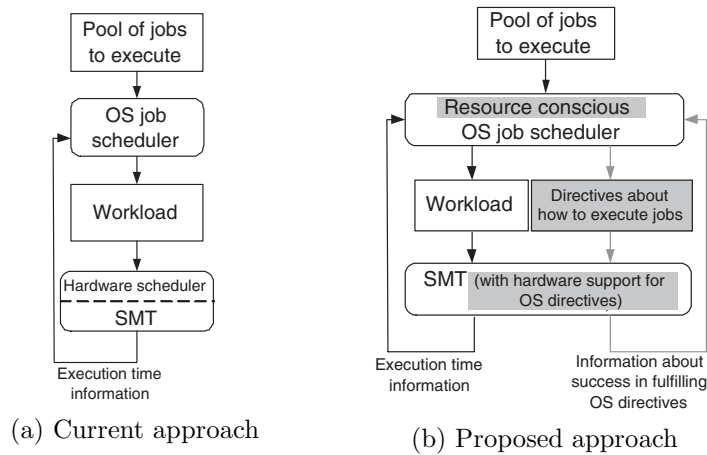 Pool of jobs
to execute
OS job
scheduler
Workload
Hardware scheduler
SMT
Execution time
information
(a) Current approach
Pool of jobs
to execute
Resource conscious
OS job scheduler
Workload
Directives about
how to execute jobs
SMT (with hardware support for
OS directives)
Execution time
information
Information about
success in fulfilling
OS directives
(b) Proposed approach